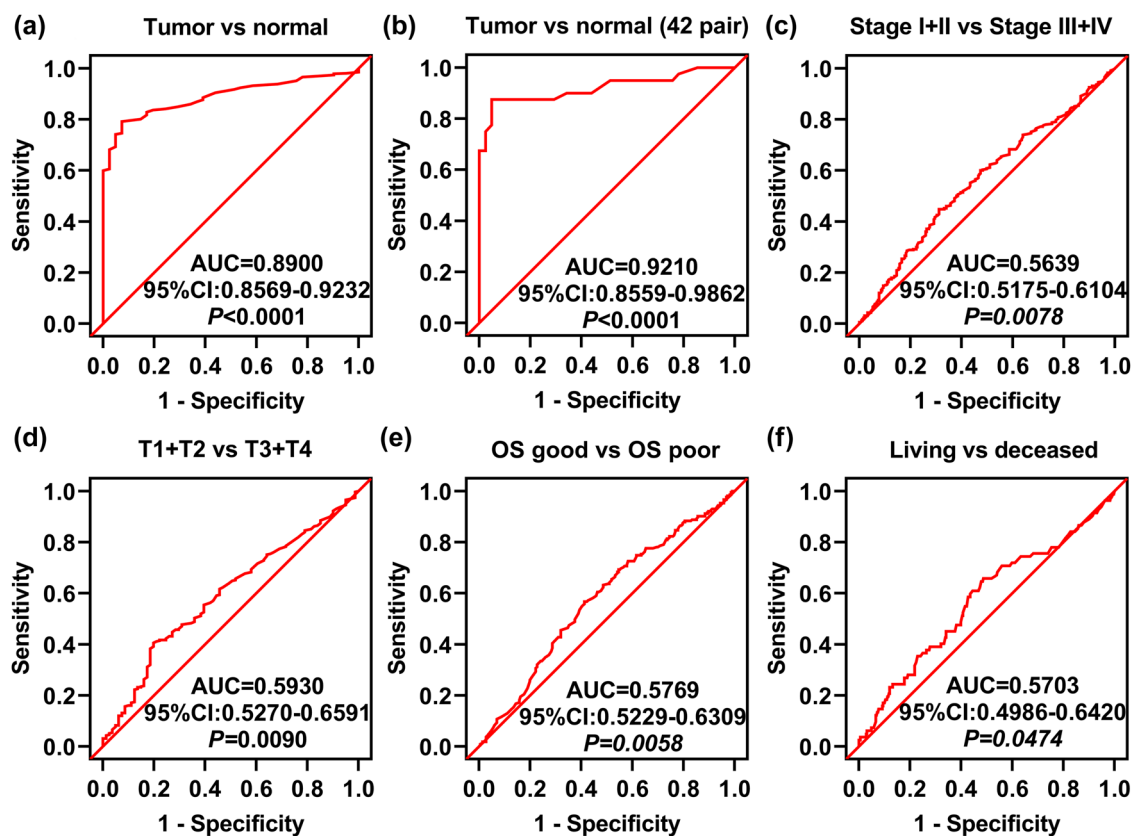 (a) Tumor vs normal
Sensitivity
1.0
0.8
0.6
0.4
0.2
0.0
AUC=0.8900
95%CI:0.8569-0.9232
P<0.0001
0.0 0.2 0.4 0.6 0.8 1.0
1 - Specificity
(b) Tumor vs normal (42 pair)
Sensitivity
1.0
0.8
0.6
0.4
0.2
0.0
AUC=0.9210
95%CI:0.8559-0.9862
P<0.0001
0.0 0.2 0.4 0.6 0.8 1.0
1 - Specificity
(c) Stage I+II vs Stage III+IV
Sensitivity
1.0
0.8
0.6
0.4
0.2
0.0
AUC=0.5639
95%CI:0.5175-0.6104
P=0.0078
0.0 0.2 0.4 0.6 0.8 1.0
1 - Specificity
(d) T1+T2 vs T3+T4
Sensitivity
1.0
0.8
0.6
0.4
0.2
0.0
AUC=0.5930
95%CI:0.5270-0.6591
P=0.0090
0.0 0.2 0.4 0.6 0.8 1.0
1 - Specificity
(e) OS good vs OS poor
Sensitivity
1.0
0.8
0.6
0.4
0.2
0.0
AUC=0.5769
95%CI:0.5229-0.6309
P=0.0058
0.0 0.2 0.4 0.6 0.8 1.0
1 - Specificity
(f) Living vs deceased
Sensitivity
1.0
0.8
0.6
0.4
0.2
0.0
AUC=0.5703
95%CI:0.4986-0.6420
P=0.0474
0.0 0.2 0.4 0.6 0.8 1.0
1 - Specificity